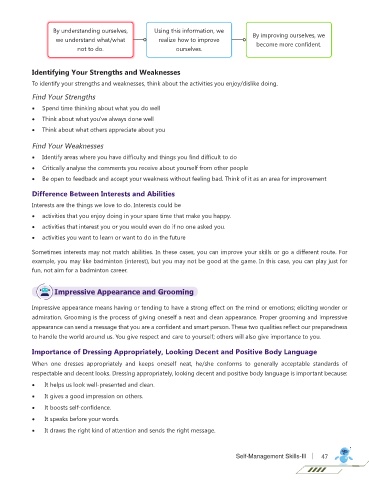 By understanding ourselves,
we understand what/what
not to do.
Using this information, we
realize how to improve
ourselves.
By improving ourselves, we
become more confident.
Identifying Your Strengths and Weaknesses
To identify your strengths and weaknesses, think about the activities you enjoy/dislike doing.
Find Your Strengths
• Spend time thinking about what you do well
• Think about what you've always done well
• Think about what others appreciate about you
Find Your Weaknesses
• Identify areas where you have difficulty and things you find difficult to do
• Critically analyse the comments you receive about yourself from other people
• Be open to feedback and accept your weakness without feeling bad. Think of it as an area for improvement
Difference Between Interests and Abilities
Interests are the things we love to do. Interests could be
• activities that you enjoy doing in your spare time that make you happy.
• activities that interest you or you would even do if no one asked you.
• activities you want to learn or want to do in the future
Sometimes interests may not match abilities. In these cases, you can improve your skills or go a different route. For
example, you may like badminton (interest), but you may not be good at the game. In this case, you can play just for
fun, not aim for a badminton career.
Impressive Appearance and Grooming
Impressive appearance means having or tending to have a strong effect on the mind or emotions; eliciting wonder or
admiration. Grooming is the process of giving oneself a neat and clean appearance. Proper grooming and impressive
appearance can send a message that you are a confident and smart person. These two qualities reflect our preparedness
to handle the world around us. You give respect and care to yourself; others will also give importance to you.
Importance of Dressing Appropriately, Looking Decent and Positive Body Language
When one dresses appropriately and keeps oneself neat, he/she conforms to generally acceptable standards of
respectable and decent looks. Dressing appropriately, looking decent and positive body language is important because:
• It helps us look well-presented and clean.
• It gives a good impression on others.
• It boosts self-confidence.
• It speaks before your words.
• It draws the right kind of attention and sends the right message.
Self-Management Skills-III | 47